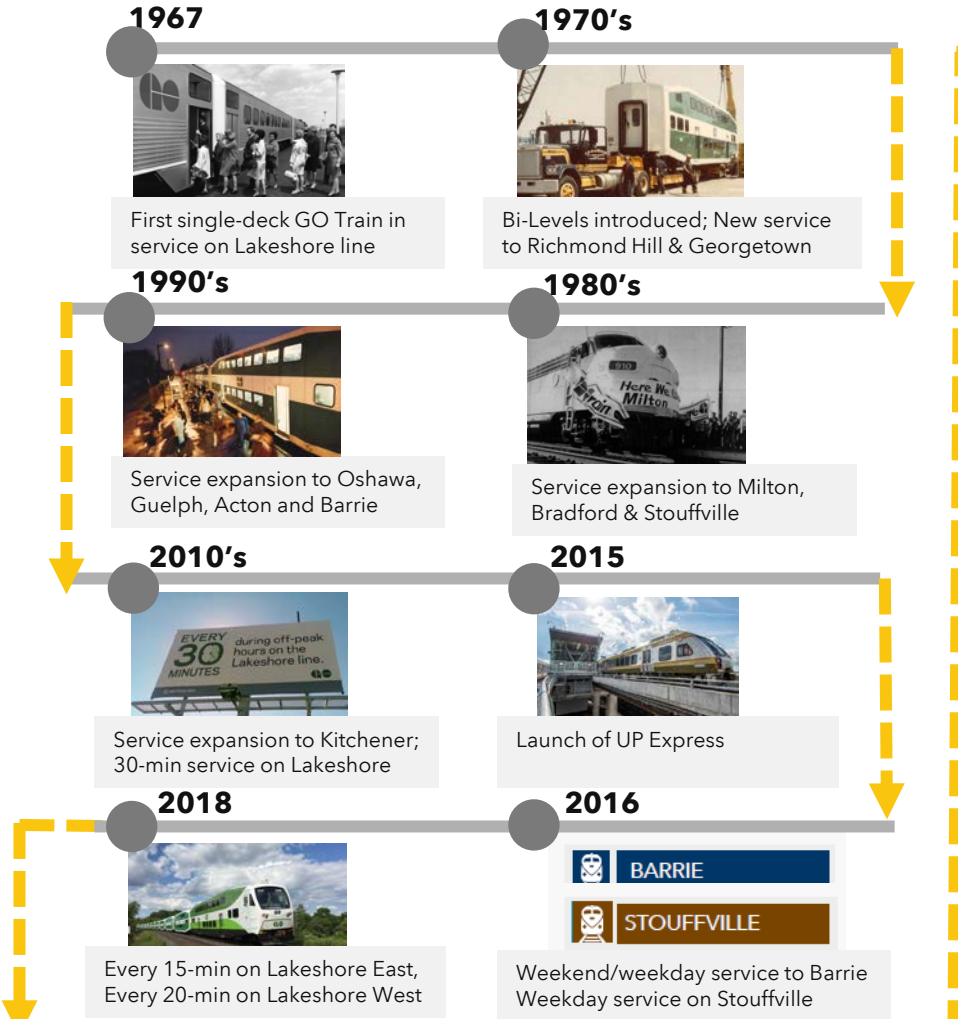 1967
1970's
GO
First single-deck GO Train in
service on Lakeshore line
Bi-Levels introduced; New service
to Richmond Hill & Georgetown
1990's
1980's
910
Here We
Milton
Train
Service expansion to Oshawa,
Guelph, Acton and Barrie
Service expansion to Milton,
Bradford & Stouffville
2010's
2015
EVERY
30
MINUTES
during off-peak
hours on the
Lakeshore line.
GO
Service expansion to Kitchener;
30-min service on Lakeshore
Launch of UP Express
2018
2016
BARRIE
STOUFFVILLE
Every 15-min on Lakeshore East,
Every 20-min on Lakeshore West
Weekend/weekday service to Barrie
Weekday service on Stouffville